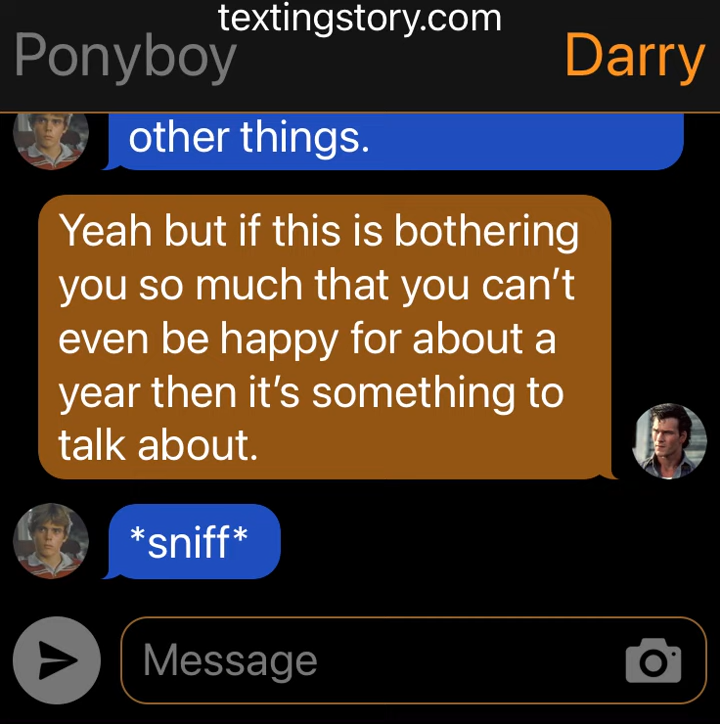 textingstory.com
Ponyboy
Darry
other things.
Yeah but if this is bothering
you so much that you can’t
even be happy for about a
year then it’s something to
talk about.
*sniff*
Message